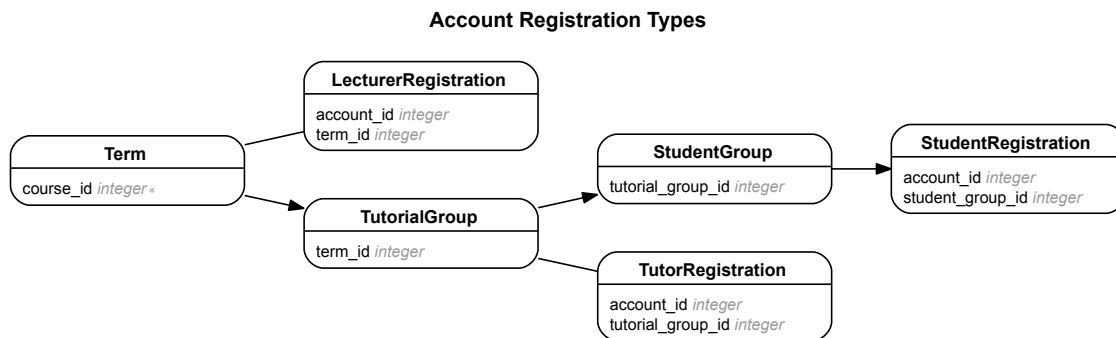 Account Registration Types
LecturerRegistration
account_id integer
term_id integer
Term
course_id integer *
TutorialGroup
term_id integer
StudentGroup
tutorial_group_id integer
TutorRegistration
account_id integer
tutorial_group_id integer
StudentRegistration
account_id integer
student_group_id integer